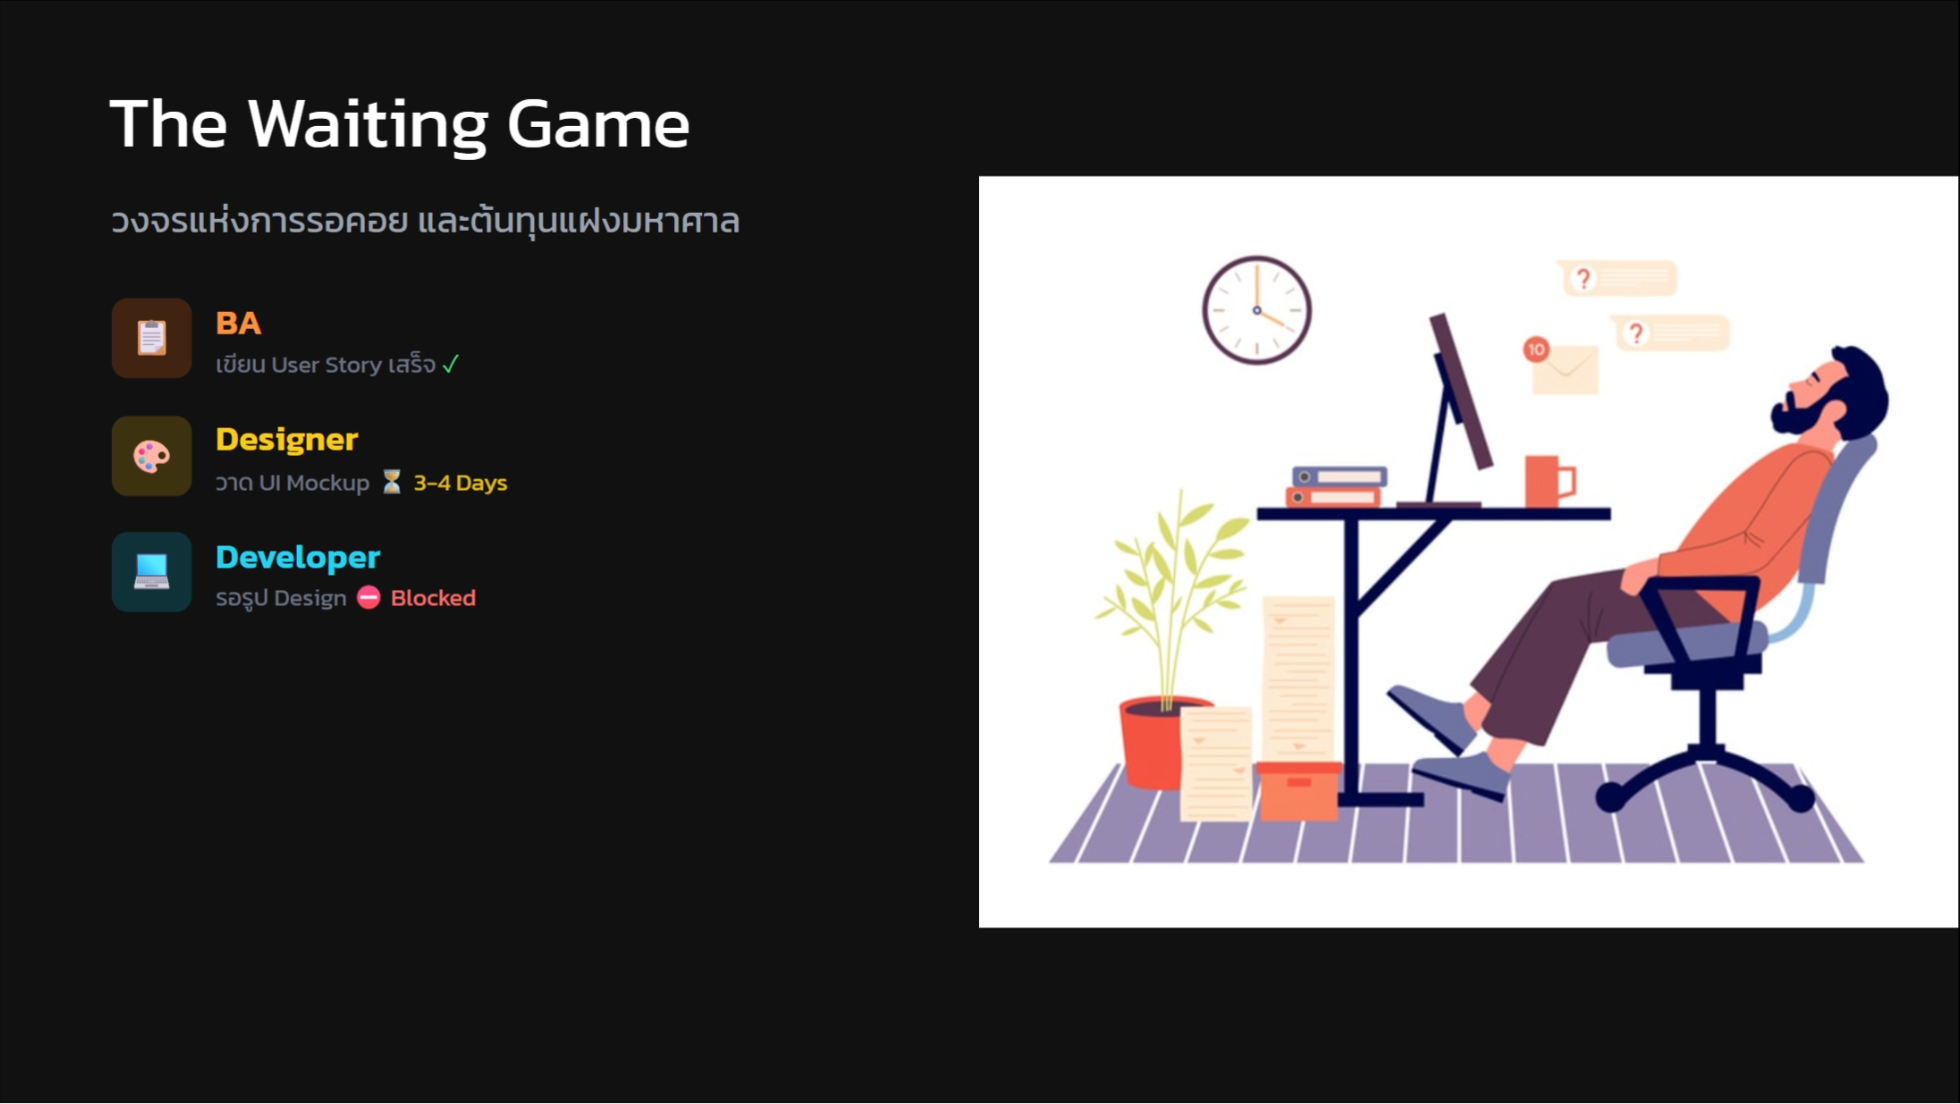 The Waiting Game
วงจรแห่งการรอคอย และต้นทุนแฝงมหาศาล
BA
เขียน User Story เสร็จ ✓
Designer
วาด UI Mockup ⏳ 3-4 Days
Developer
รอรูป Design ⛔ Blocked
?
?
10